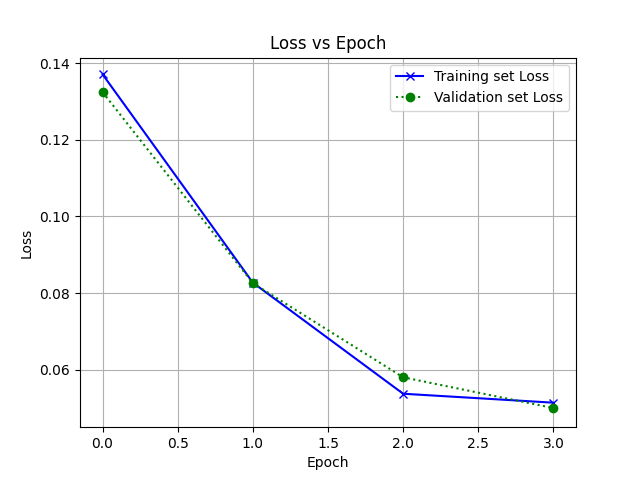 Loss vs Epoch
Training set Loss
Validation set Loss
0.14
0.12
0.10
0.08
0.06
Loss
0.0 0.5 1.0 1.5 2.0 2.5 3.0
Epoch